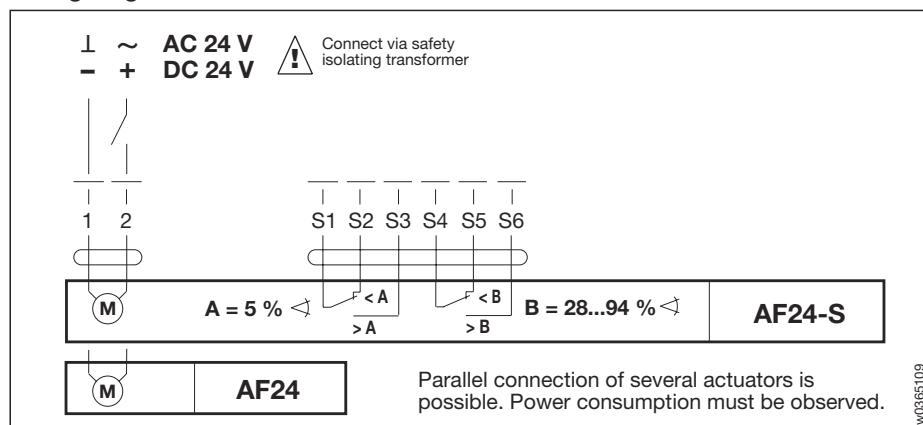 ⊥ ~ AC 24 V
– + DC 24 V
! Connect via safety
isolating transformer
1 2 S1 S2 S3 S4 S5 S6
M A = 5 % ∢ < A < B B = 28...94 % ∢ AF24-S
> A > B
M AF24
Parallel connection of several actuators is
possible. Power consumption must be observed.
w0365109